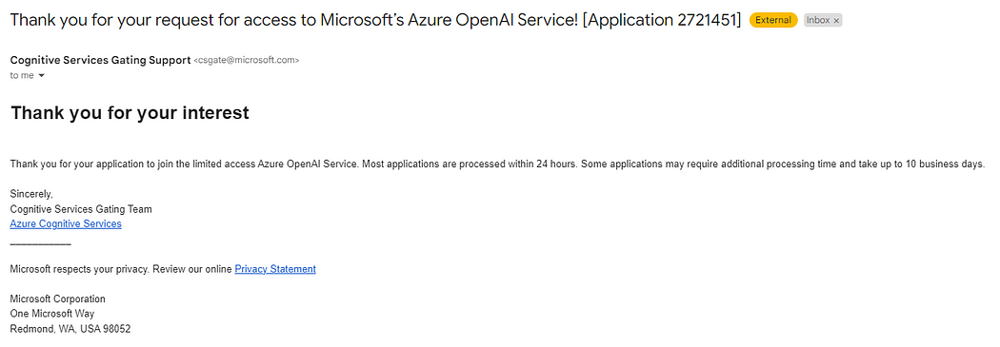 Thank you for your request for access to Microsoft's Azure OpenAI Service! [Application 2721451] External Inbox ×
Cognitive Services Gating Support <csgate@microsoft.com>
to me
Thank you for your interest
Thank you for your application to join the limited access Azure OpenAI Service. Most applications are processed within 24 hours. Some applications may require additional processing time and take up to 10 business days.
Sincerely,
Cognitive Services Gating Team
Azure Cognitive Services
___________
Microsoft respects your privacy. Review our online Privacy Statement
Microsoft Corporation
One Microsoft Way
Redmond, WA, USA 98052